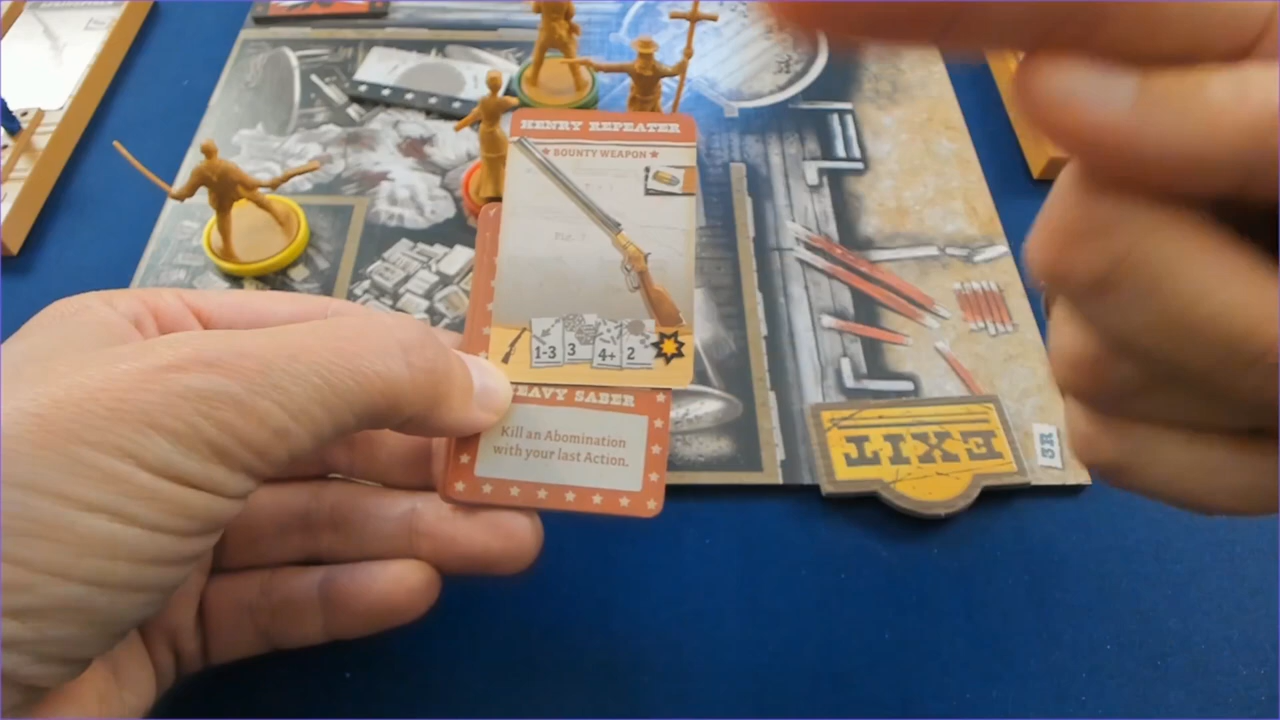 HENRY REPEATER
BOUNTY WEAPON
1-3 3 4+ 2
HEAVY SABER
Kill an Abomination
with your last Action.
EXIT
3R